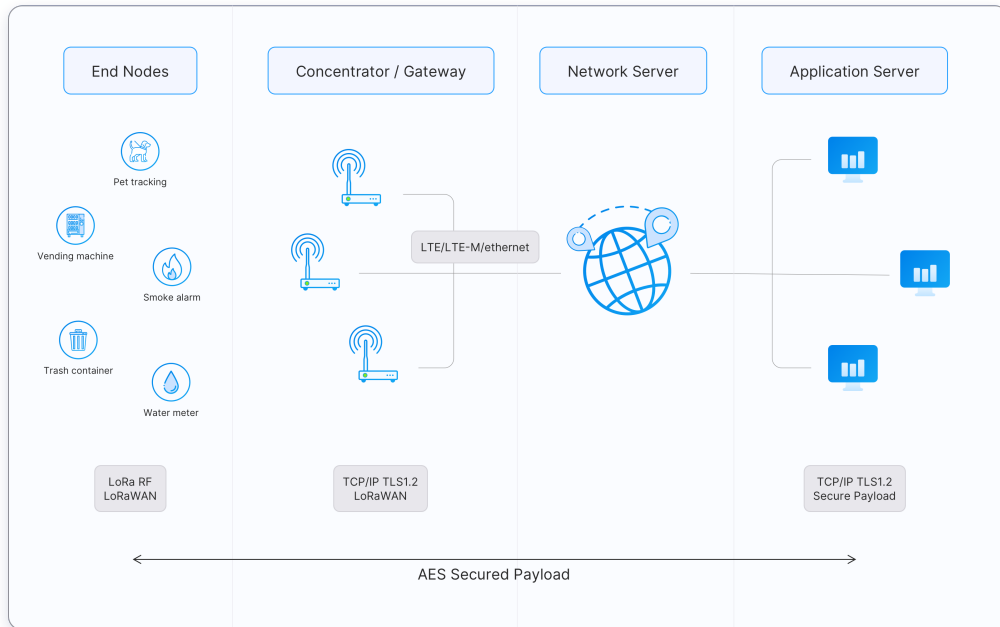 End Nodes
Concentrator / Gateway
Network Server
Application Server
Pet tracking
Vending machine
Smoke alarm
Trash container
Water meter
LTE/LTE-M/ethernet
LoRa RF
LoRaWAN
TCP/IP TLS1.2
LoRaWAN
TCP/IP TLS1.2
Secure Payload
AES Secured Payload